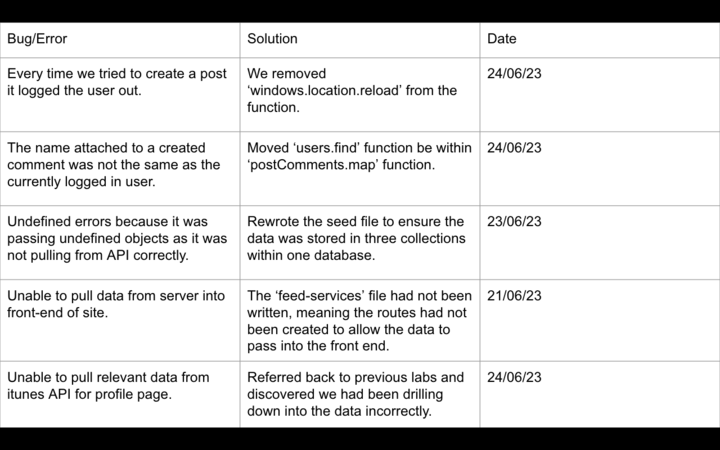 Bug/Error
Solution
Date
Every time we tried to create a post
it logged the user out.
We removed
‘windows.location.reload’ from the
function.
24/06/23
The name attached to a created
comment was not the same as the
currently logged in user.
Moved ‘users.find’ function be within
‘postComments.map’ function.
24/06/23
Undefined errors because it was
passing undefined objects as it was
not pulling from API correctly.
Rewrote the seed file to ensure the
data was stored in three collections
within one database.
23/06/23
Unable to pull data from server into
front-end of site.
The ‘feed-services’ file had not been
written, meaning the routes had not
been created to allow the data to
pass into the front end.
21/06/23
Unable to pull relevant data from
itunes API for profile page.
Referred back to previous labs and
discovered we had been drilling
down into the data incorrectly.
24/06/23